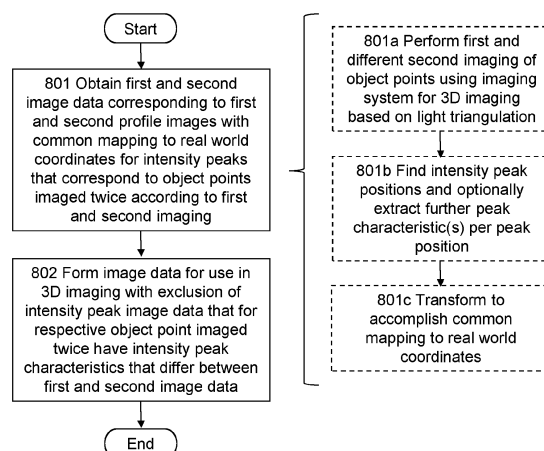 Start
801 Obtain first and second
image data corresponding to first
and second profile images with
common mapping to real world
coordinates for intensity peaks
that correspond to object points
imaged twice according to first
and second imaging
802 Form image data for use in
3D imaging with exclusion of
intensity peak image data that for
respective object point imaged
twice have intensity peak
characteristics that differ between
first and second image data
End
801a Perform first and
different second imaging of
object points using imaging
system for 3D imaging
based on light triangulation
801b Find intensity peak
positions and optionally
extract further peak
characteristic(s) per peak
position
801c Transform to
accomplish common
mapping to real world
coordinates